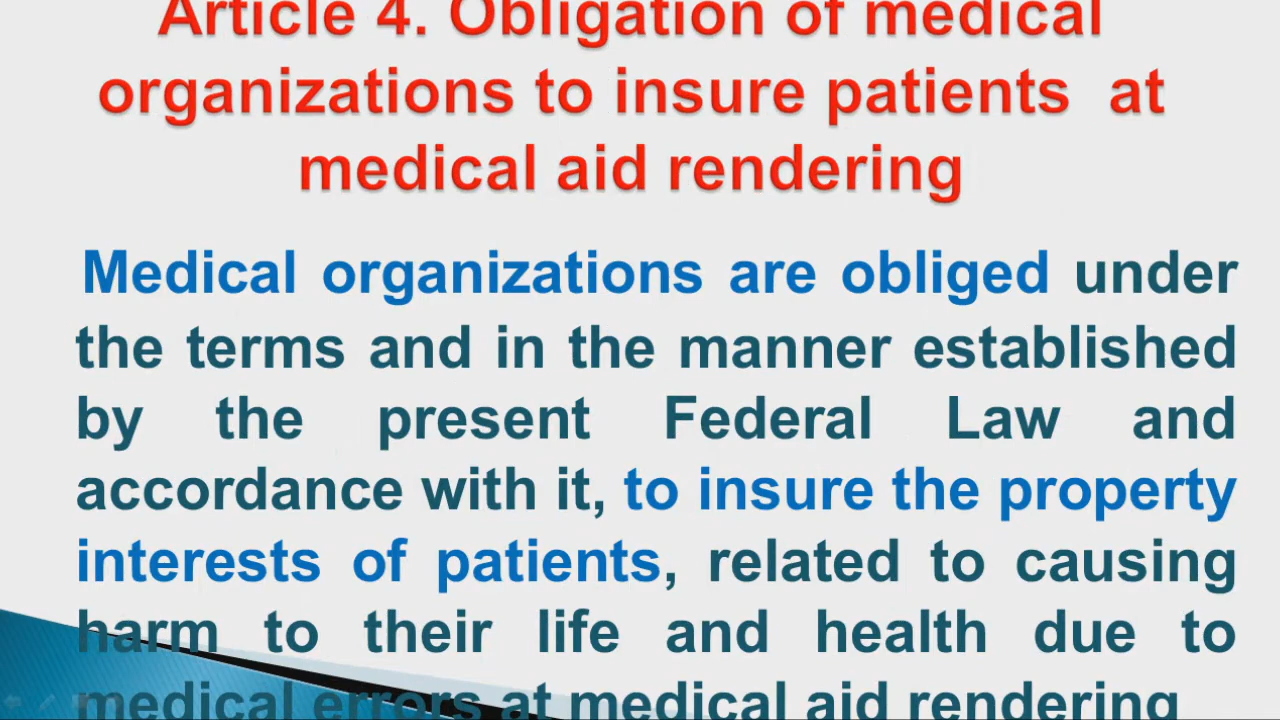 Article 4. Obligation of medical
organizations to insure patients at
medical aid rendering
Medical organizations are obliged under
the terms and in the manner established
by the present Federal Law and
accordance with it, to insure the property
interests of patients, related to causing
harm to their life and health due to
medical errors at medical aid rendering